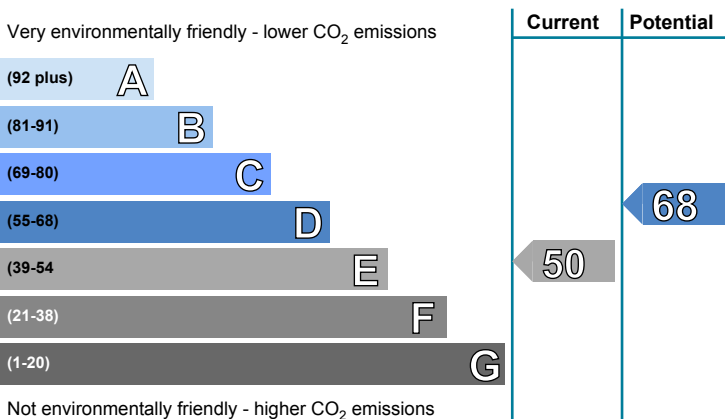 Current Potential
Very environmentally friendly - lower CO2 emissions
(92 plus) A
(81-91) B
(69-80) C
(55-68) D
68
(39-54 E
50
(21-38) F
(1-20) G
Not environmentally friendly - higher CO2 emissions